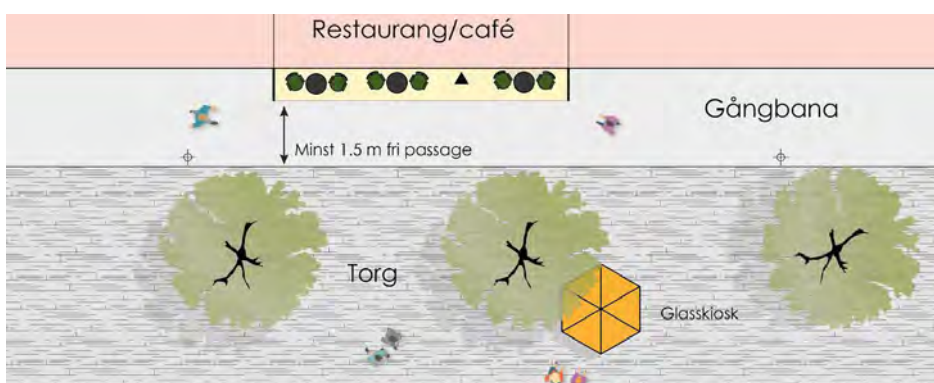 Restaurang/café
Gångbana
Minst 1.5 m fri passage
Torg
Glasskiosk